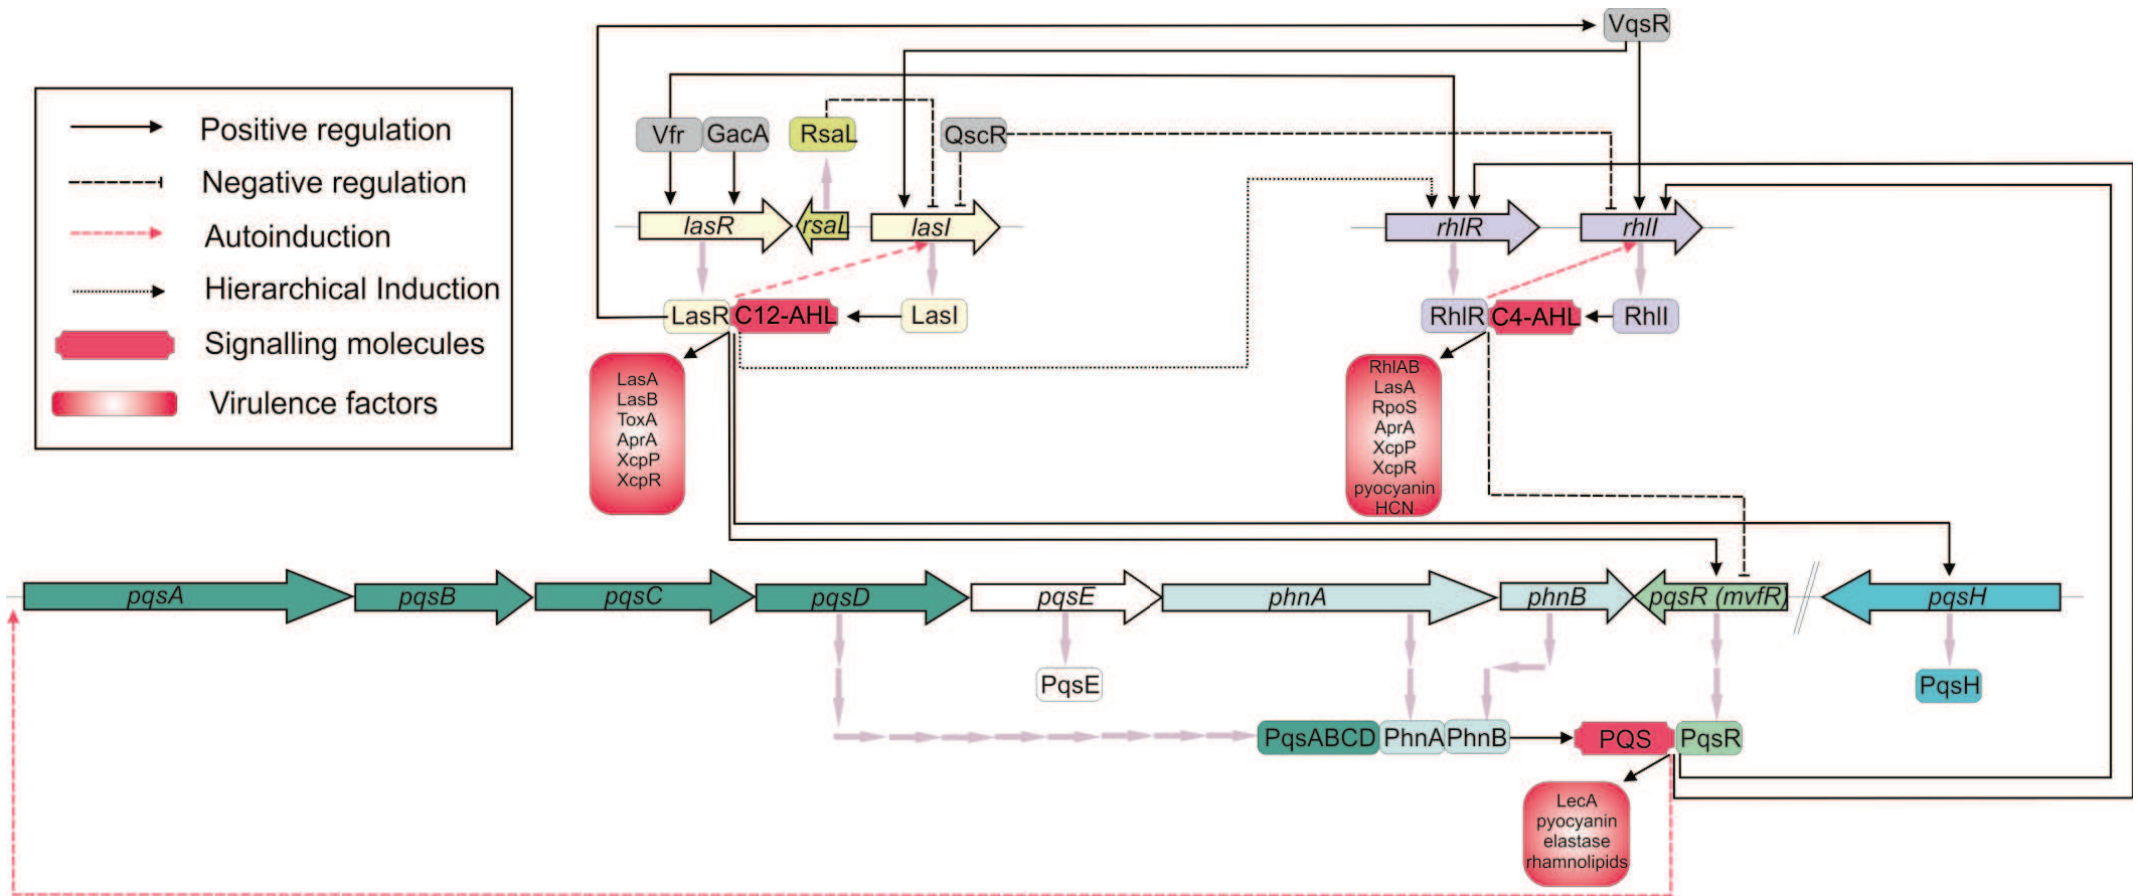 VqsR
Positive regulation
Negative regulation
Autoinduction
Hierarchical Induction
Signalling molecules
Virulence factors
Vfr
GacA
RsaL
QscR
lasR
rsaL
lasI
rhlR
rhlI
LasR
C12-AHL
LasI
RhlR
C4-AHL
RhlI
LasA
LasB
ToxA
AprA
XcpP
XcpR
RhlAB
LasA
RpoS
AprA
XcpP
XcpR
pyocyanin
HCN
pqsA
pqsB
pqsC
pqsD
pqsE
phnA
phnB
pqsR (mvfR)
pqsH
PqsE
PqsH
PqsABCD
PhnA
PhnB
PQS
PqsR
LecA
pyocyanin
elastase
rhamnolipids